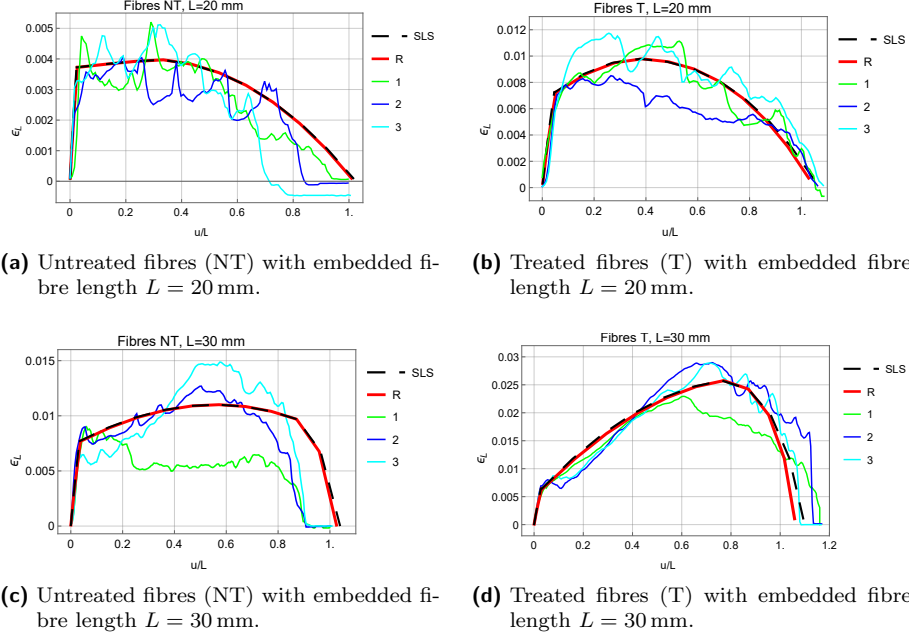 Fibres NT, L=20 mm
0.005
0.004
0.003
0.002
0.001
0
ϵL
0 0.2 0.4 0.6 0.8 1.
u/L
SLS
R
1
2
3
(a) Untreated fibres (NT) with embedded fi-
bre length L = 20 mm.
Fibres T, L=20 mm
0.012
0.010
0.008
0.006
0.004
0.002
0
ϵL
0 0.2 0.4 0.6 0.8 1.
u/L
SLS
R
1
2
3
(b) Treated fibres (T) with embedded fibre
length L = 20 mm.
Fibres NT, L=30 mm
0.015
0.010
0.005
0
ϵL
0 0.2 0.4 0.6 0.8 1.
u/L
SLS
R
1
2
3
(c) Untreated fibres (NT) with embedded fi-
bre length L = 30 mm.
Fibres T, L=30 mm
0.03
0.025
0.02
0.015
0.01
0.005
0
ϵL
0 0.2 0.4 0.6 0.8 1. 1.2
u/L
SLS
R
1
2
3
(d) Treated fibres (T) with embedded fibre
length L = 30 mm.